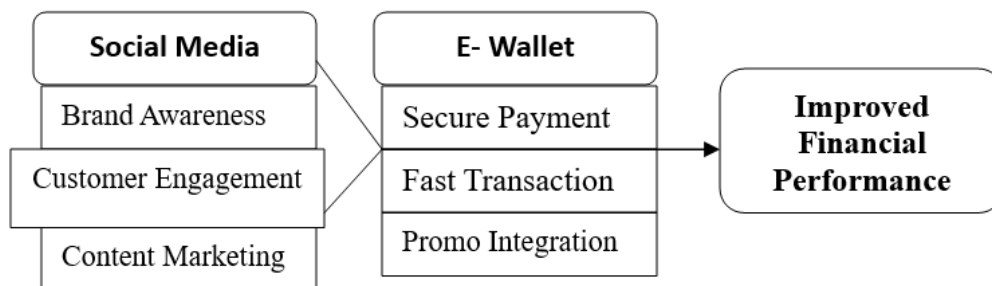 Social Media
Brand Awareness
Customer Engagement
Content Marketing
E- Wallet
Secure Payment
Fast Transaction
Promo Integration
Improved
Financial
Performance